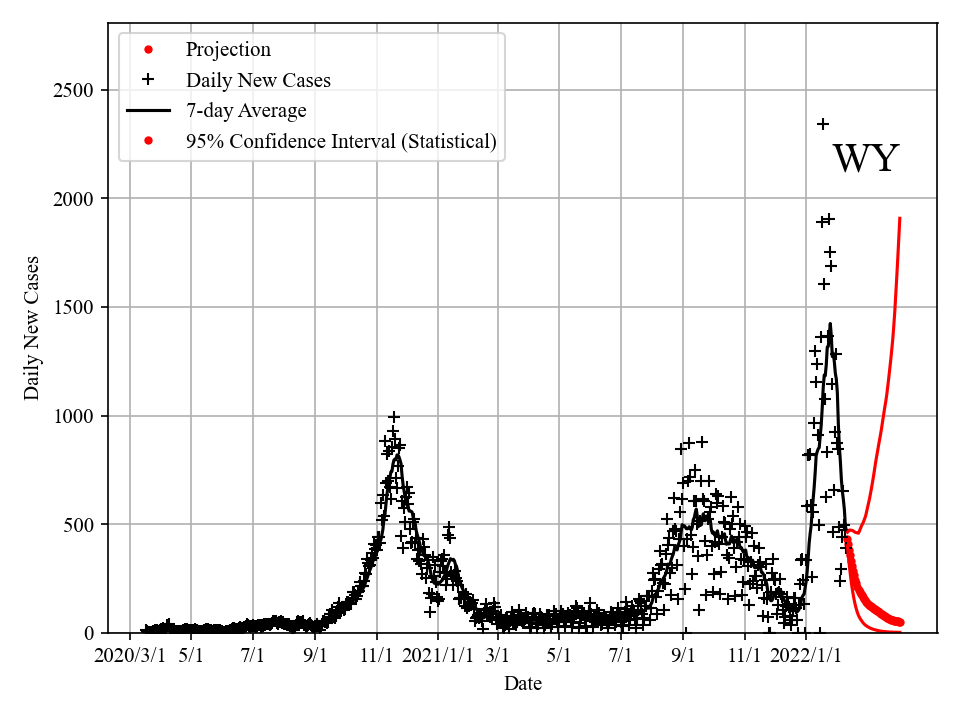 Projection
Daily New Cases
7-day Average
95% Confidence Interval (Statistical)
WY
2500
2000
1500
1000
500
0
Daily New Cases
2020/3/1 5/1 7/1 9/1 11/1 2021/1/1 3/1 5/1 7/1 9/1 11/1 2022/1/1
Date